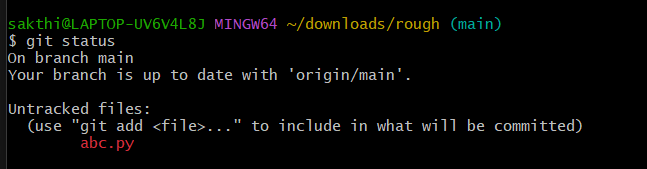 sakthi@LAPTOP-UV6V4L8J MINGW64 ~/downloads/rough (main)
$ git status
On branch main
Your branch is up to date with 'origin/main'.
Untracked files:
(use "git add <file>..." to include in what will be committed)
abc.py